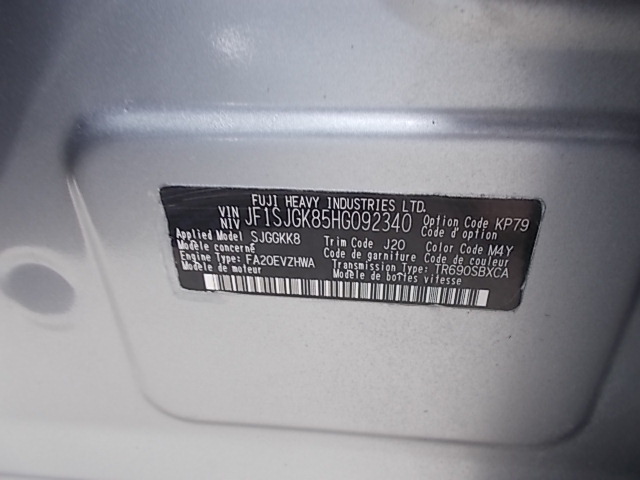 FUJI HEAVY INDUSTRIES LTD.
VIN NIV JF1SJGK85HG092340 Option Code KP79
Code d'option
Applied Model SJGGKK8 Trim Code J20 Color Code M4Y
Modèle concerné Code de garniture Code de couleur
Engine Type: FA20EVZHWA Transmission Type: TR690SBXCA
Modèle de moteur Modèle de boîtes vitesse